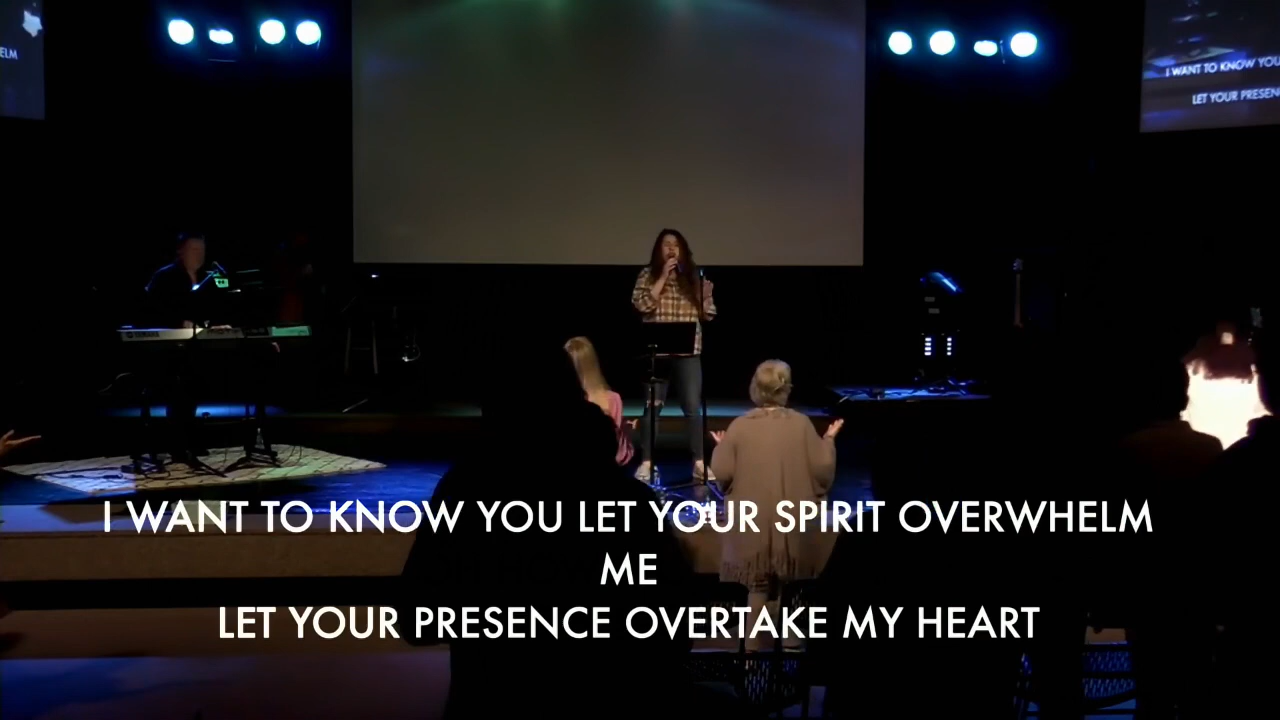 ELM
I WANT TO KNOW YOU
LET YOUR PRESEN
I WANT TO KNOW YOU LET YOUR SPIRIT OVERWHELM
ME
LET YOUR PRESENCE OVERTAKE MY HEART